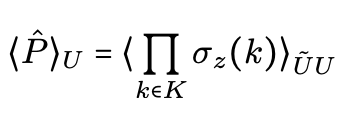 ⟨P̂⟩_U = ⟨∏_{k∈K} σ_z(k)⟩_{ŨU}